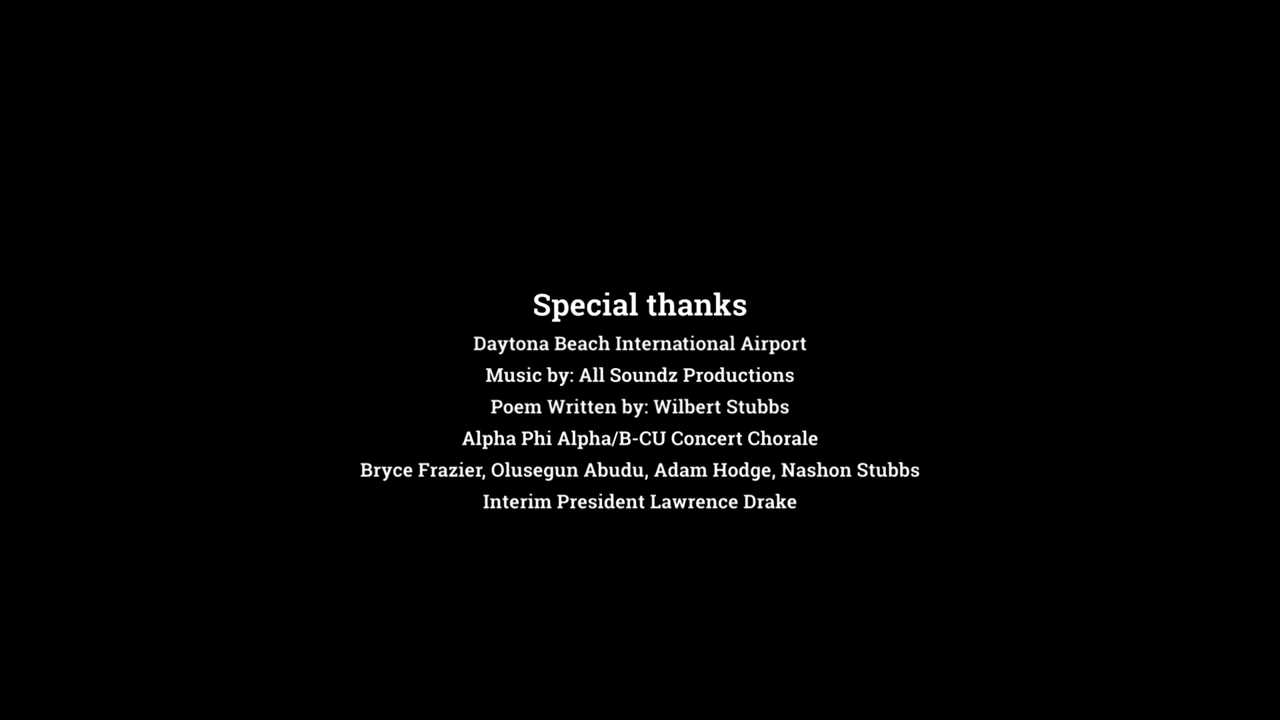 Special thanks
Daytona Beach International Airport
Music by: All Soundz Productions
Poem Written by: Wilbert Stubbs
Alpha Phi Alpha/B-CU Concert Chorale
Bryce Frazier, Olusegun Abudu, Adam Hodge, Nashon Stubbs
Interim President Lawrence Drake